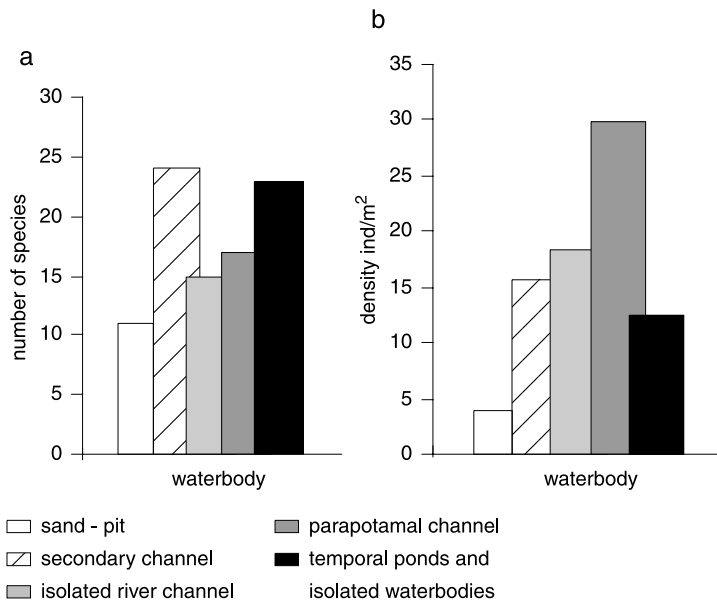 a
30
25
20
15
10
5
0
number of species
waterbody
b
35
30
25
20
15
10
5
0
density ind/m²
waterbody
sand - pit
secondary channel
isolated river channel
parapotamal channel
temporal ponds and
isolated waterbodies